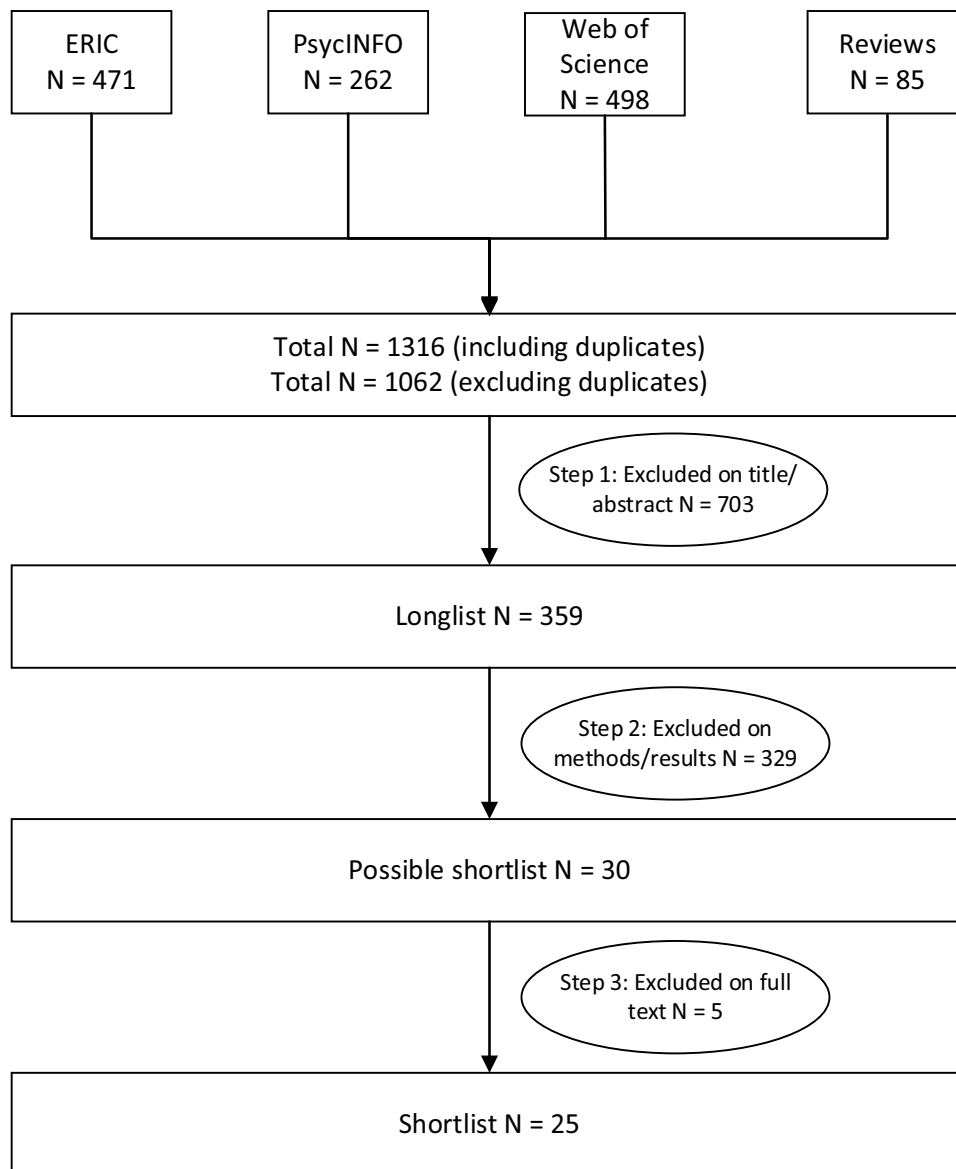 ERIC
N = 471
PsycINFO
N = 262
Web of
Science
N = 498
Reviews
N = 85
Total N = 1316 (including duplicates)
Total N = 1062 (excluding duplicates)
Step 1: Excluded on title/
abstract N = 703
Longlist N = 359
Step 2: Excluded on
methods/results N = 329
Possible shortlist N = 30
Step 3: Excluded on full
text N = 5
Shortlist N = 25